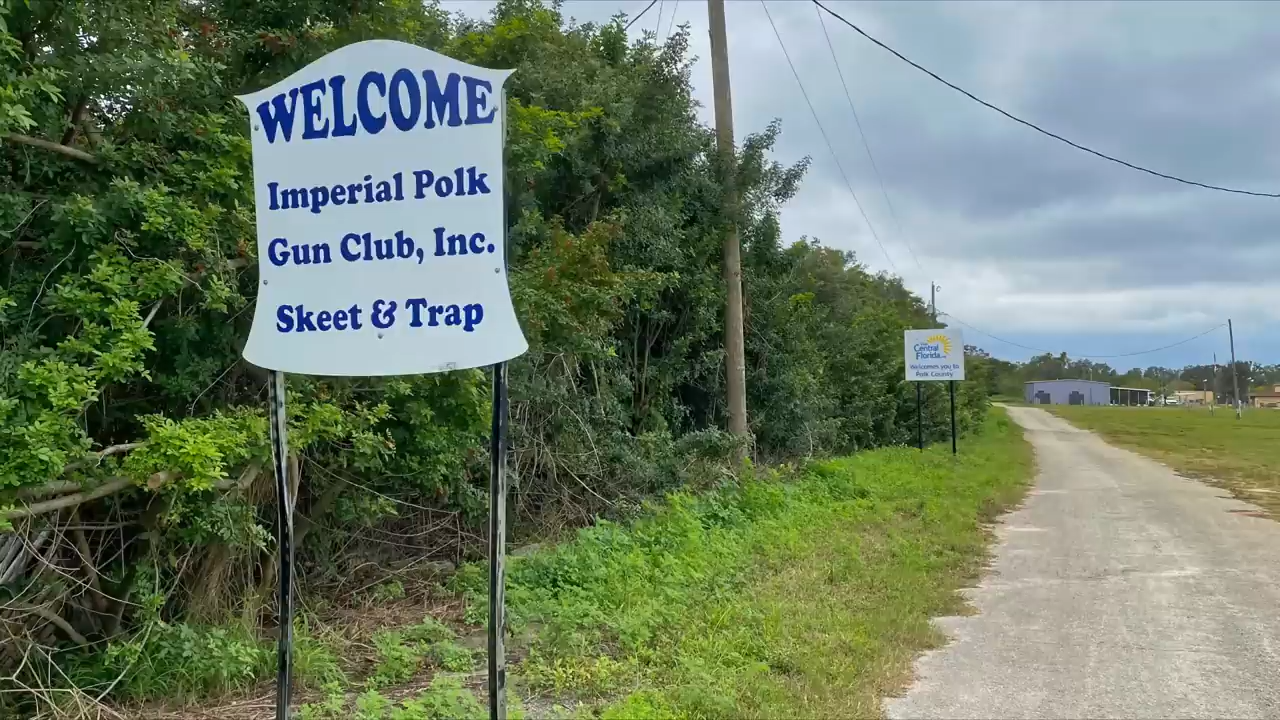 WELCOME
Imperial Polk
Gun Club, Inc.
Skeet & Trap
Central
Florida
Welcomes you to
Polk County